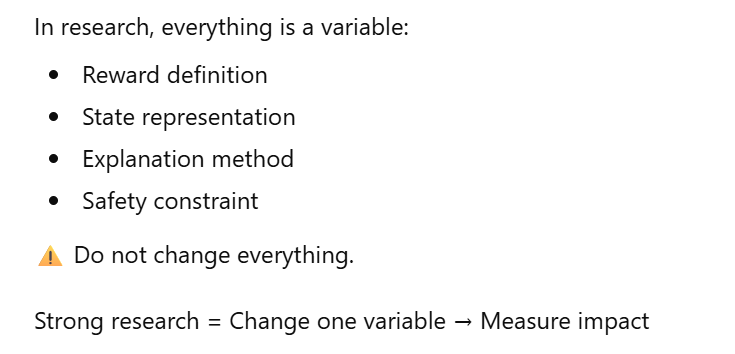 In research, everything is a variable:
• Reward definition
• State representation
• Explanation method
• Safety constraint
⚠️ Do not change everything.
Strong research = Change one variable → Measure impact